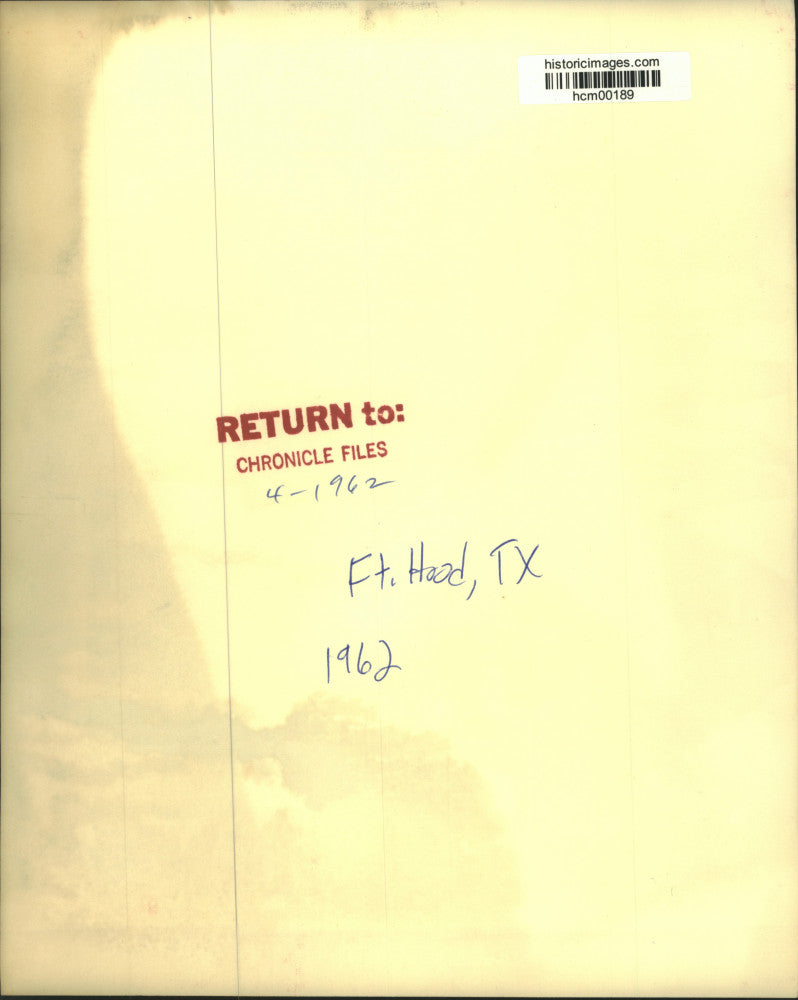 historicimages.com
hcm00189
RETURN to:
CHRONICLE FILES
4-1962
Ft. Hood, TX
1962